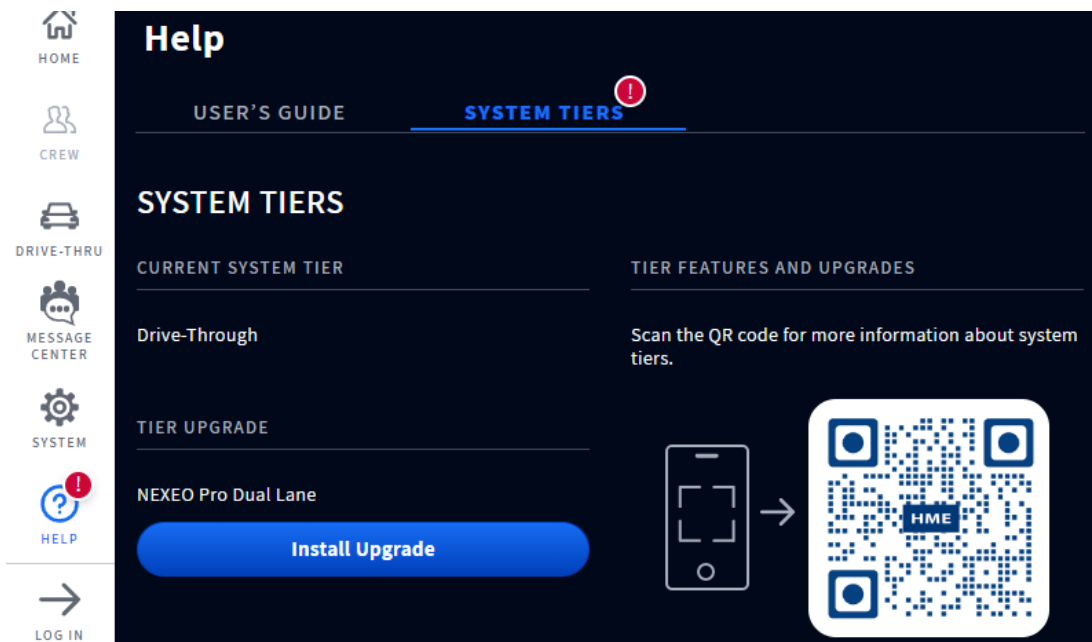 HOME
CREW
DRIVE-THRU
MESSAGE
CENTER
SYSTEM
!
HELP
LOG IN
Help
USER'S GUIDE
SYSTEM TIERS
!
SYSTEM TIERS
CURRENT SYSTEM TIER
Drive-Through
TIER UPGRADE
NEXEO Pro Dual Lane
Install Upgrade
TIER FEATURES AND UPGRADES
Scan the QR code for more information about system
tiers.
HME